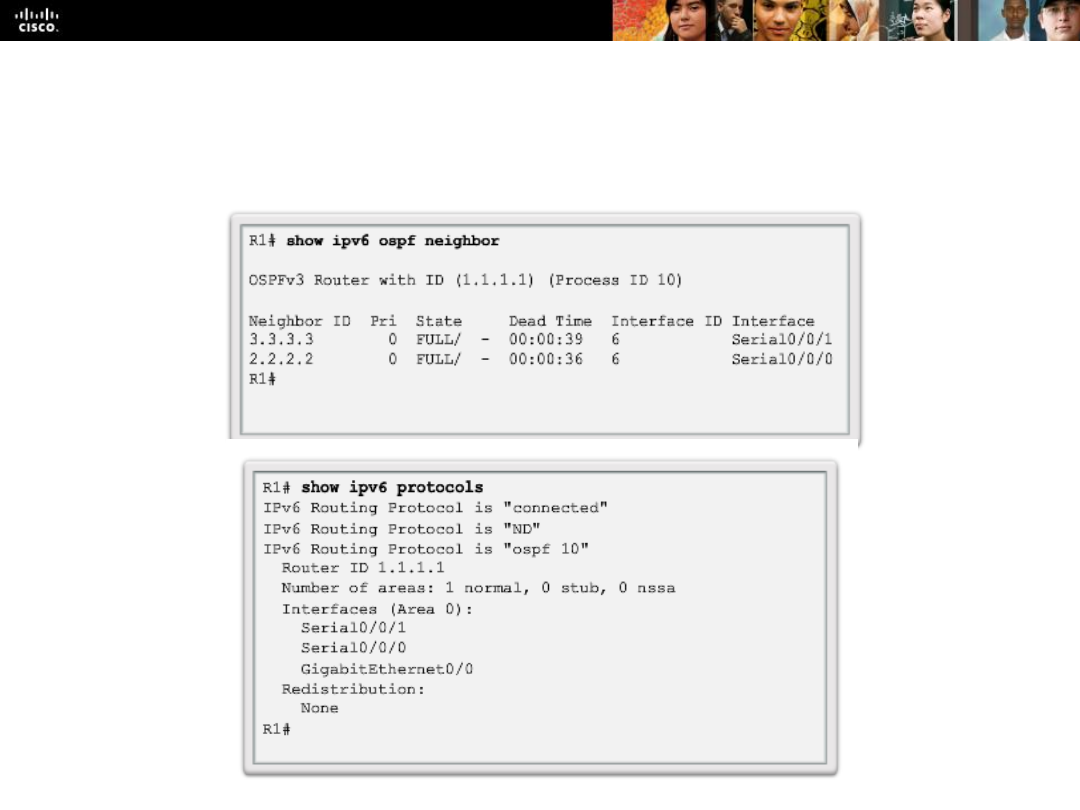 CISCO.
R1# show ipv6 ospf neighbor
OSPFv3 Router with ID (1.1.1.1) (Process ID 10)
Neighbor ID Pri State Dead Time Interface ID Interface
3.3.3.3 0 FULL/ - 00:00:39 6 Serial0/0/1
2.2.2.2 0 FULL/ - 00:00:36 6 Serial0/0/0
R1#
R1# show ipv6 protocols
IPv6 Routing Protocol is "connected"
IPv6 Routing Protocol is "ND"
IPv6 Routing Protocol is "ospf 10"
Router ID 1.1.1.1
Number of areas: 1 normal, 0 stub, 0 nssa
Interfaces (Area 0):
Serial0/0/1
Serial0/0/0
GigabitEthernet0/0
Redistribution:
None
R1#